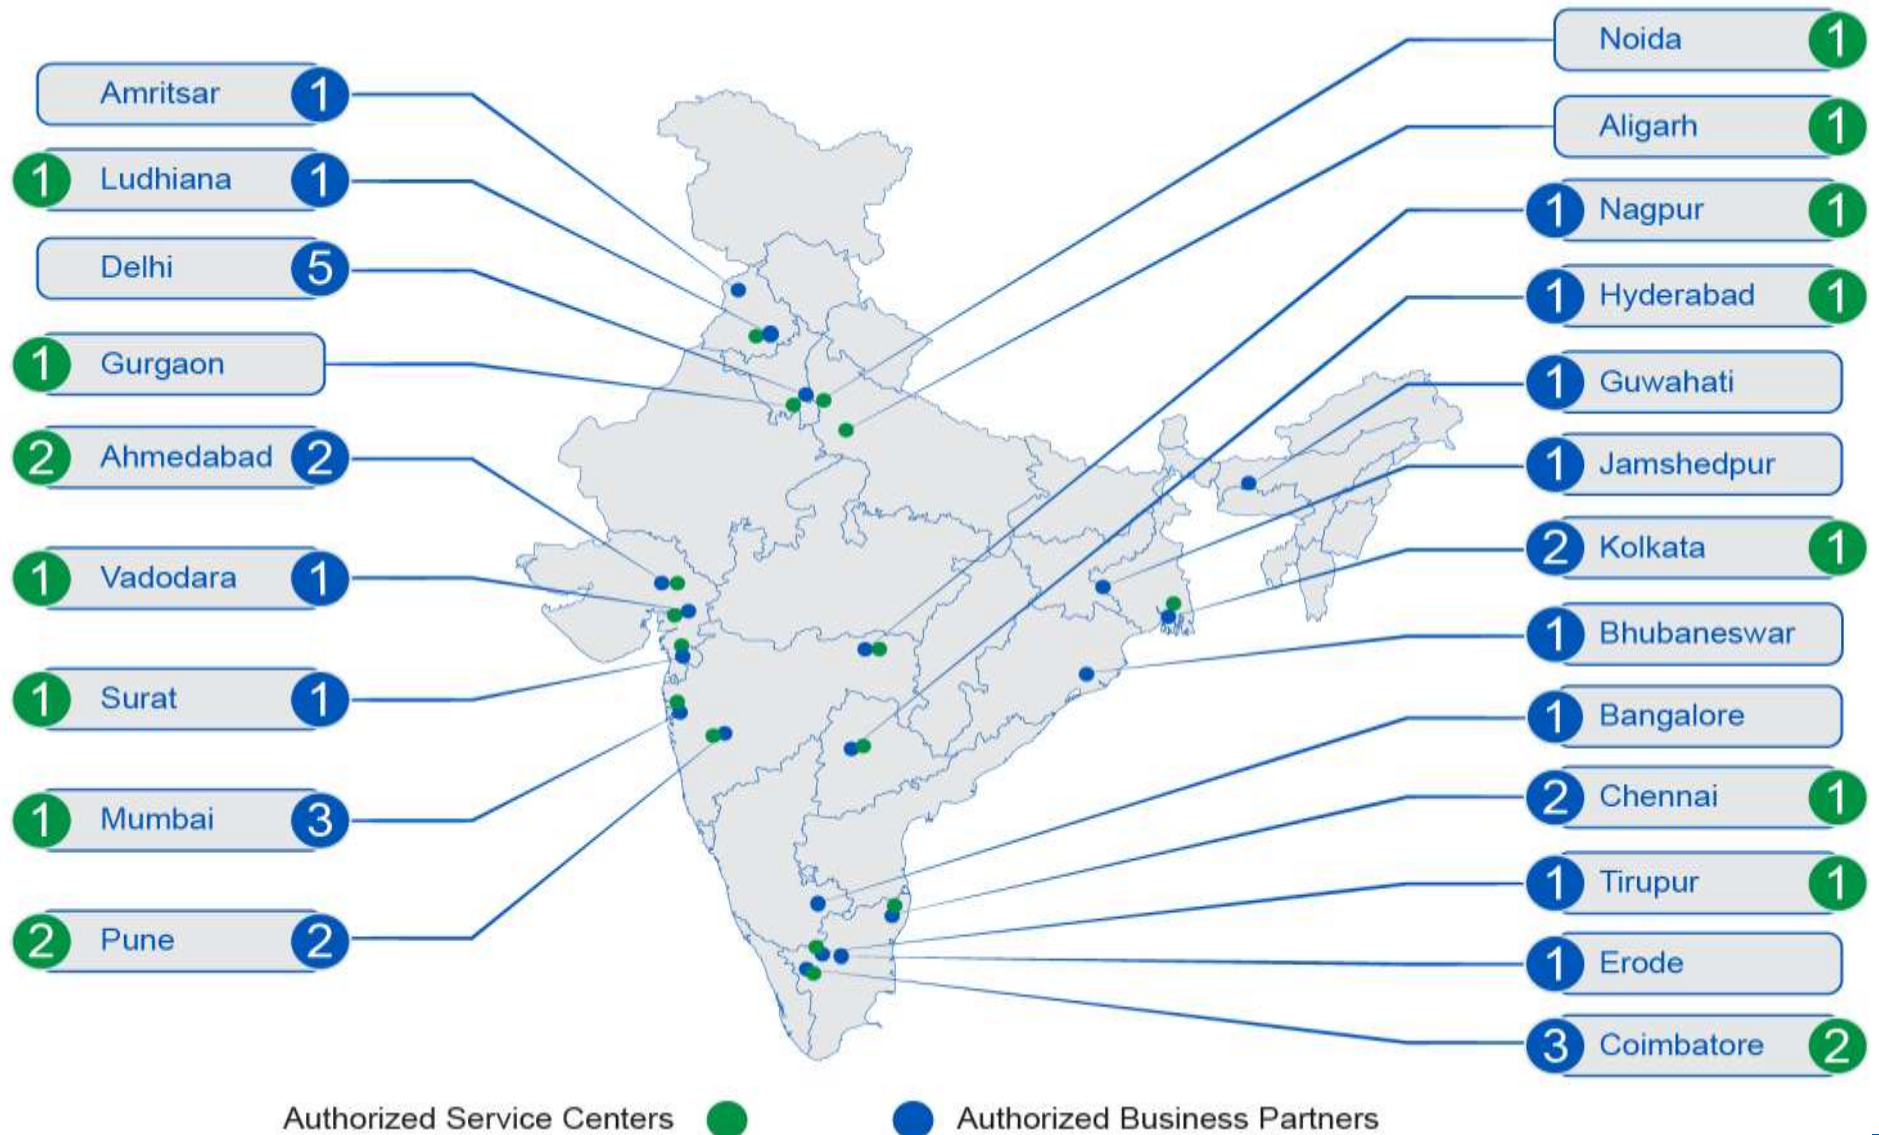 Amritsar 1
1 Ludhiana 1
Delhi 5
1 Gurgaon
2 Ahmedabad 2
1 Vadodara 1
1 Surat 1
1 Mumbai 3
2 Pune 2
Noida 1
Aligarh 1
1 Nagpur 1
1 Hyderabad 1
1 Guwahati
1 Jamshedpur
2 Kolkata 1
1 Bhubaneswar
1 Bangalore
2 Chennai 1
1 Tirupur 1
1 Erode
3 Coimbatore 2
Authorized Service Centers
Authorized Business Partners